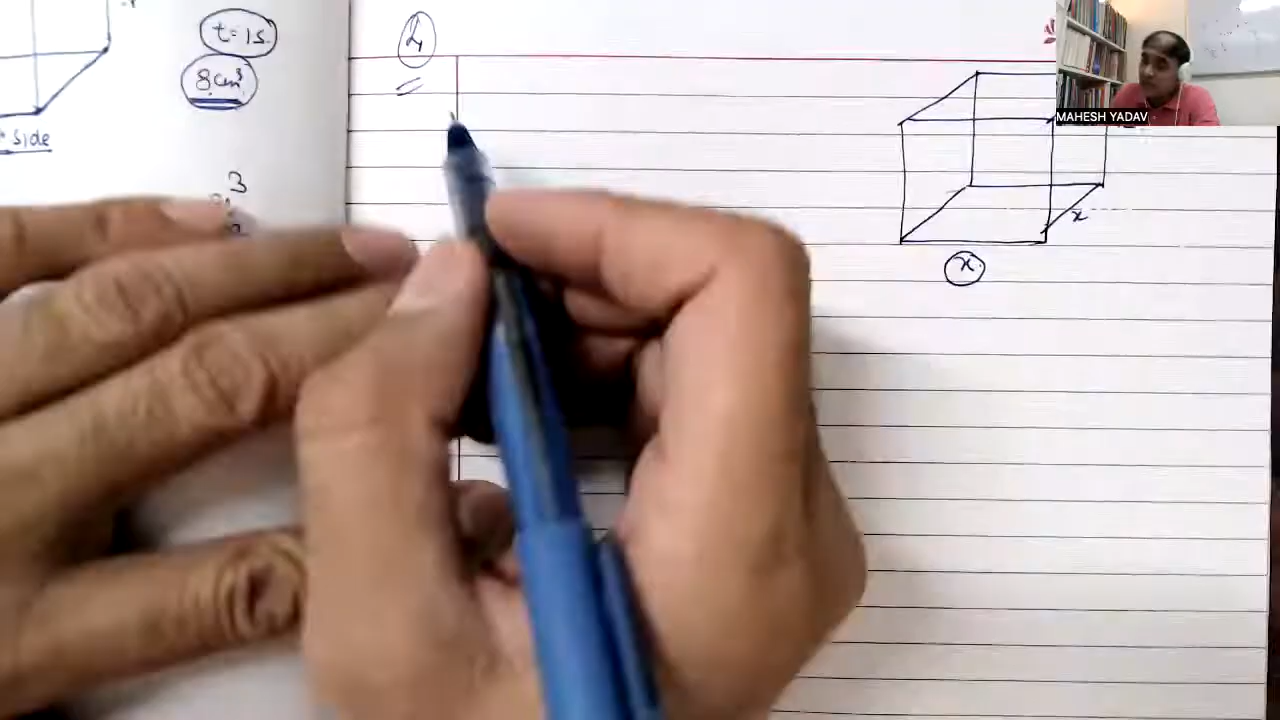 t=1s.
8cm³
side
3
2
x
x
MAHESH YADAV